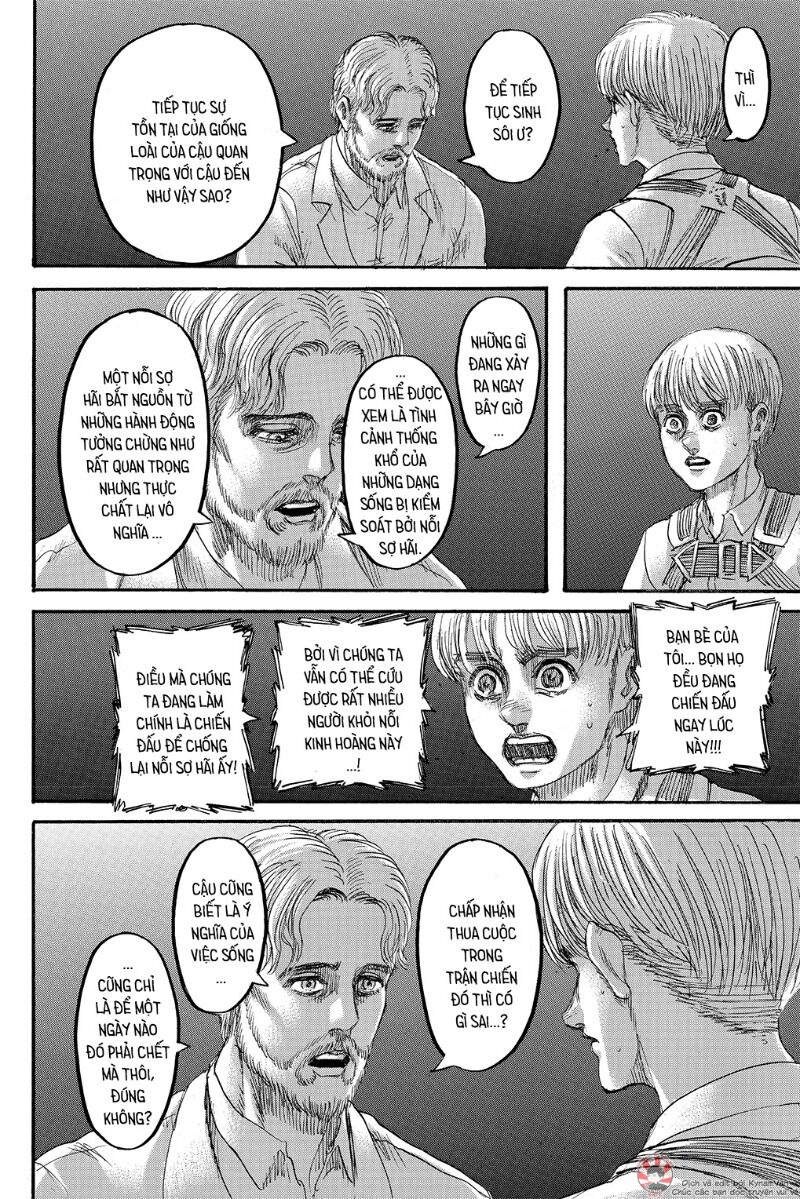 THÌ
VÌ...
ĐỂ TIẾP
TỤC SINH
SÔI Ư?
TIẾP TỤC SỰ
TỒN TẠI CỦA GIỐNG
LOÀI CỦA CẬU QUAN
TRỌNG VỚI CẬU ĐẾN
NHƯ VẬY SAO?
NHỮNG GÌ
ĐANG XẢY
RA NGAY
BÂY GIỜ
...
...
CÓ THỂ ĐƯỢC
XEM LÀ TÌNH
CẢNH THỐNG
KHỔ CỦA
NHỮNG DẠNG
SỐNG BỊ KIỂM
SOÁT BỞI NỖI
SỢ HÃI.
MỘT NỖI SỢ
HÃI BẮT NGUỒN TỪ
NHỮNG HÀNH ĐỘNG
TƯỞNG CHỪNG NHƯ
RẤT QUAN TRỌNG
NHƯNG THỰC
CHẤT LẠI VÔ
NGHĨA ...
BẠN BÈ CỦA
TÔI... BỌN HỌ
ĐỀU ĐANG
CHIẾN ĐẤU
NGAY LÚC
NÀY!!!
BỞI VÌ CHÚNG TA
VẪN CÓ THỂ CỨU
ĐƯỢC RẤT NHIỀU
NGƯỜI KHỎI NỖI
KINH HOÀNG NÀY
...!
ĐIỀU MÀ CHÚNG
TA ĐANG LÀM
CHÍNH LÀ CHIẾN
ĐẤU ĐỂ CHỐNG
LẠI NỖI SỢ HÃI ẤY!
CHẤP NHẬN
THUA CUỘC
TRONG
TRẬN CHIẾN
ĐÓ THÌ CÓ
GÌ SAI...?
CẬU CŨNG
BIẾT LÀ Ý
NGHĨA CỦA
VIỆC SỐNG
...
...
CŨNG CHỈ
LÀ ĐỂ MỘT
NGÀY NÀO
ĐÓ PHẢI CHẾT
MÀ THÔI,
ĐÚNG
KHÔNG?
Dịch và edit bởi Kynam
Chúc các bạn đọc truyện vui